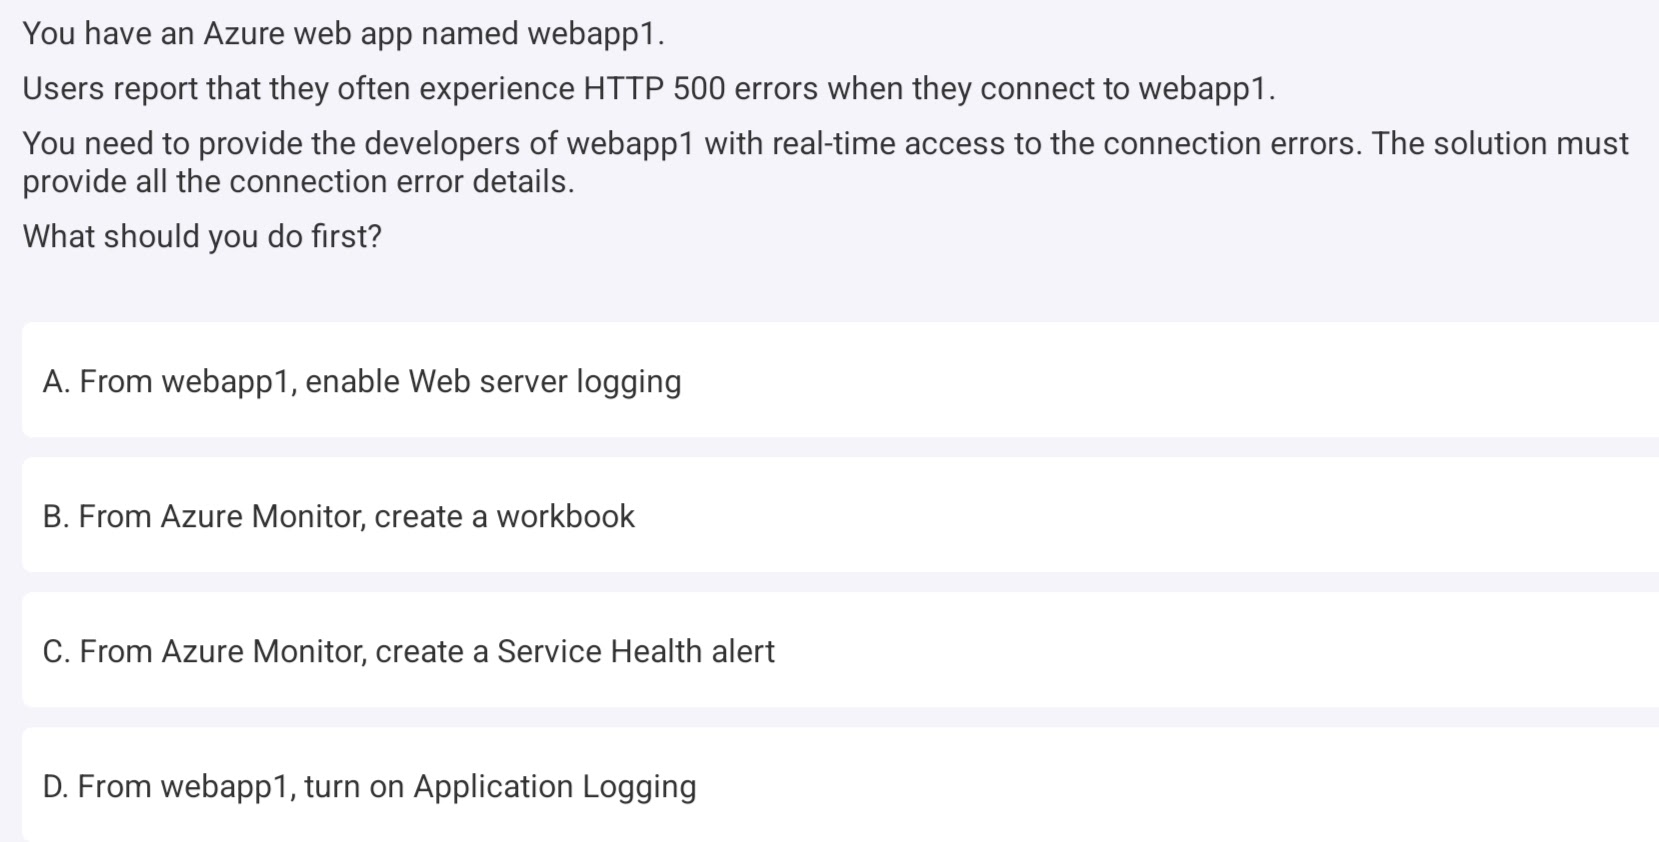 You have an Azure web app named webapp1.
Users report that they often experience HTTP 500 errors when they connect to webapp1.
You need to provide the developers of webapp1 with real-time access to the connection errors. The solution must
provide all the connection error details.
What should you do first?
A. From webapp1, enable Web server logging
B. From Azure Monitor, create a workbook
C. From Azure Monitor, create a Service Health alert
D. From webapp1, turn on Application Logging